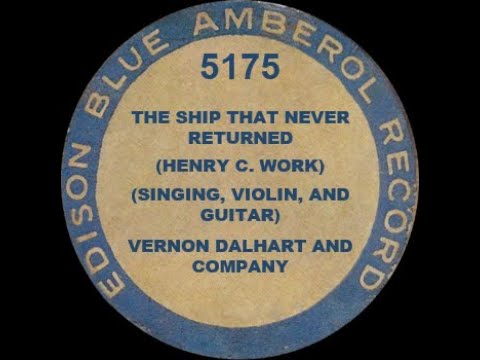 EDISON BLUE AMBEROL RECORD
5175
THE SHIP THAT NEVER
RETURNED
(HENRY C. WORK)
(SINGING, VIOLIN, AND
GUITAR)
VERNON DALHART AND
COMPANY